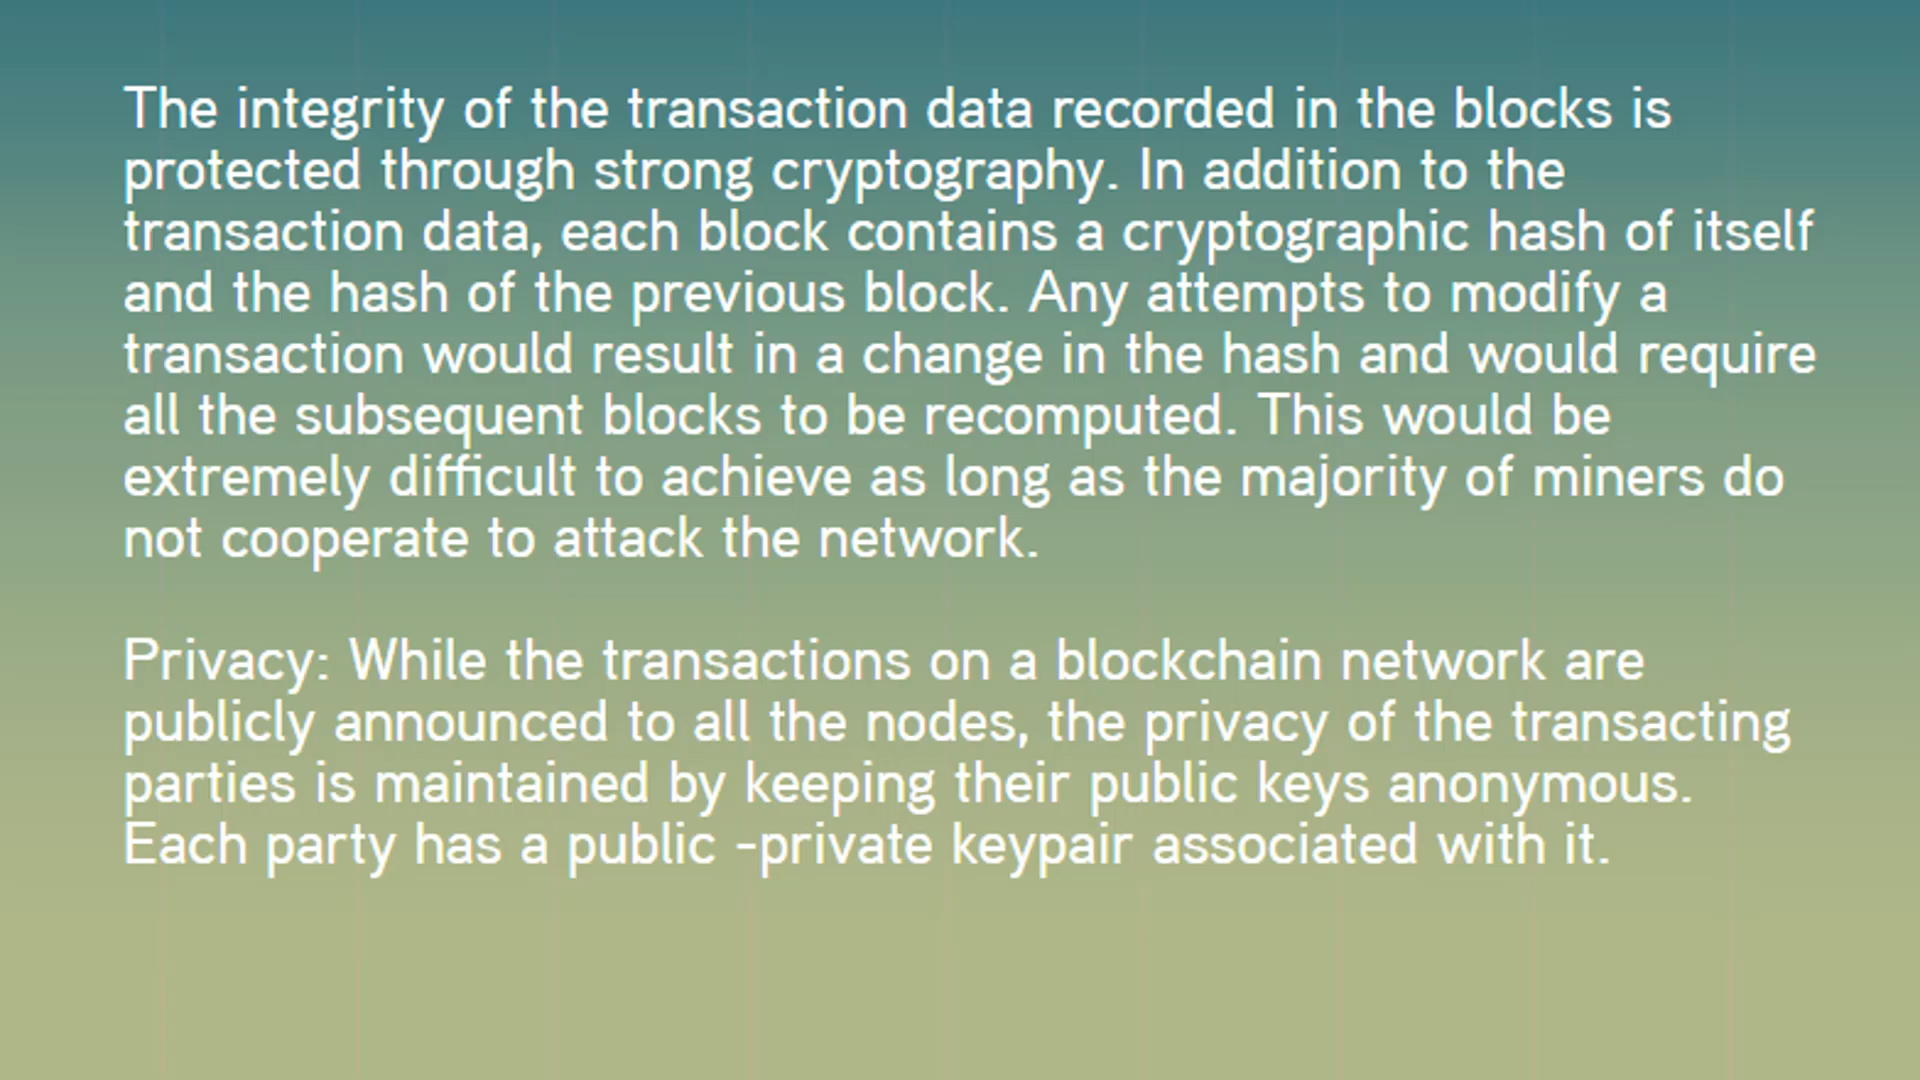 The integrity of the transaction data recorded in the blocks is
protected through strong cryptography. In addition to the
transaction data, each block contains a cryptographic hash of itself
and the hash of the previous block. Any attempts to modify a
transaction would result in a change in the hash and would require
all the subsequent blocks to be recomputed. This would be
extremely difficult to achieve as long as the majority of miners do
not cooperate to attack the network.
Privacy: While the transactions on a blockchain network are
publicly announced to all the nodes, the privacy of the transacting
parties is maintained by keeping their public keys anonymous.
Each party has a public -private keypair associated with it.